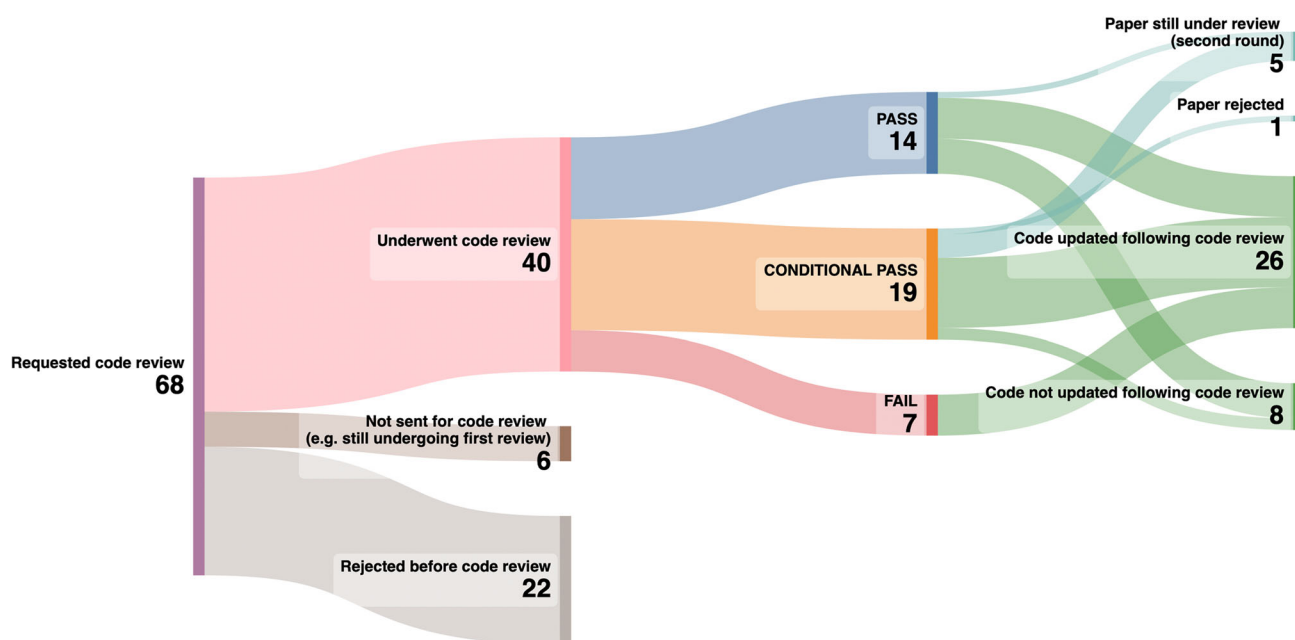 Requested code review
68
Underwent code review
40
Not sent for code review
(e.g. still undergoing first review)
6
Rejected before code review
22
PASS
14
CONDITIONAL PASS
19
FAIL
7
Paper still under review
(second round)
5
Paper rejected
1
Code updated following code review
26
Code not updated following code review
8